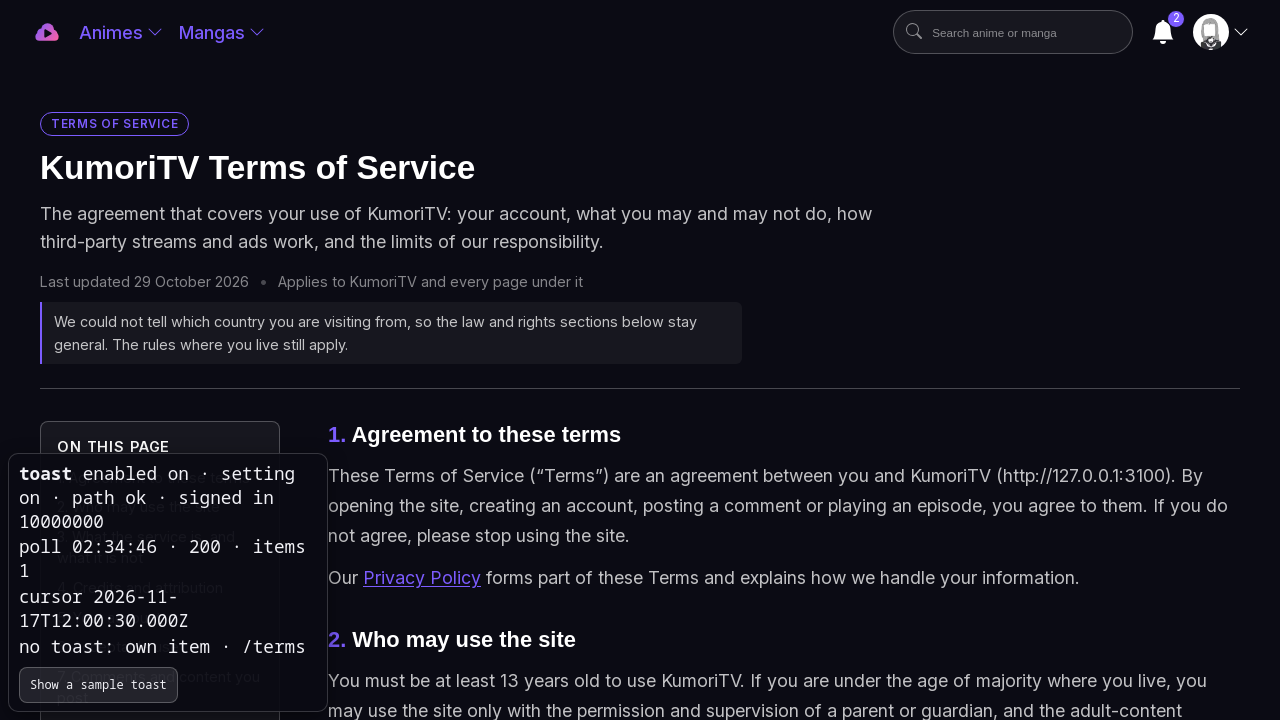 Animes
Mangas
Search anime or manga
2
TERMS OF SERVICE
KumoriTV Terms of Service
The agreement that covers your use of KumoriTV: your account, what you may and may not do, how
third-party streams and ads work, and the limits of our responsibility.
Last updated 29 October 2026 • Applies to KumoriTV and every page under it
We could not tell which country you are visiting from, so the law and rights sections below stay
general. The rules where you live still apply.
ON THIS PAGE
toast enabled on · setting
on · path ok · signed in
10000000
poll 02:34:46 · 200 · items
1
cursor 2026-11-
17T12:00:30.000Z
no toast: own item · /terms
Show a sample toast
1. Agreement to these terms
These Terms of Service (“Terms”) are an agreement between you and KumoriTV (http://127.0.0.1:3100). By
opening the site, creating an account, posting a comment or playing an episode, you agree to them. If you do
not agree, please stop using the site.
Our Privacy Policy forms part of these Terms and explains how we handle your information.
2. Who may use the site
You must be at least 13 years old to use KumoriTV. If you are under the age of majority where you live, you
may use the site only with the permission and supervision of a parent or guardian, and the adult-content